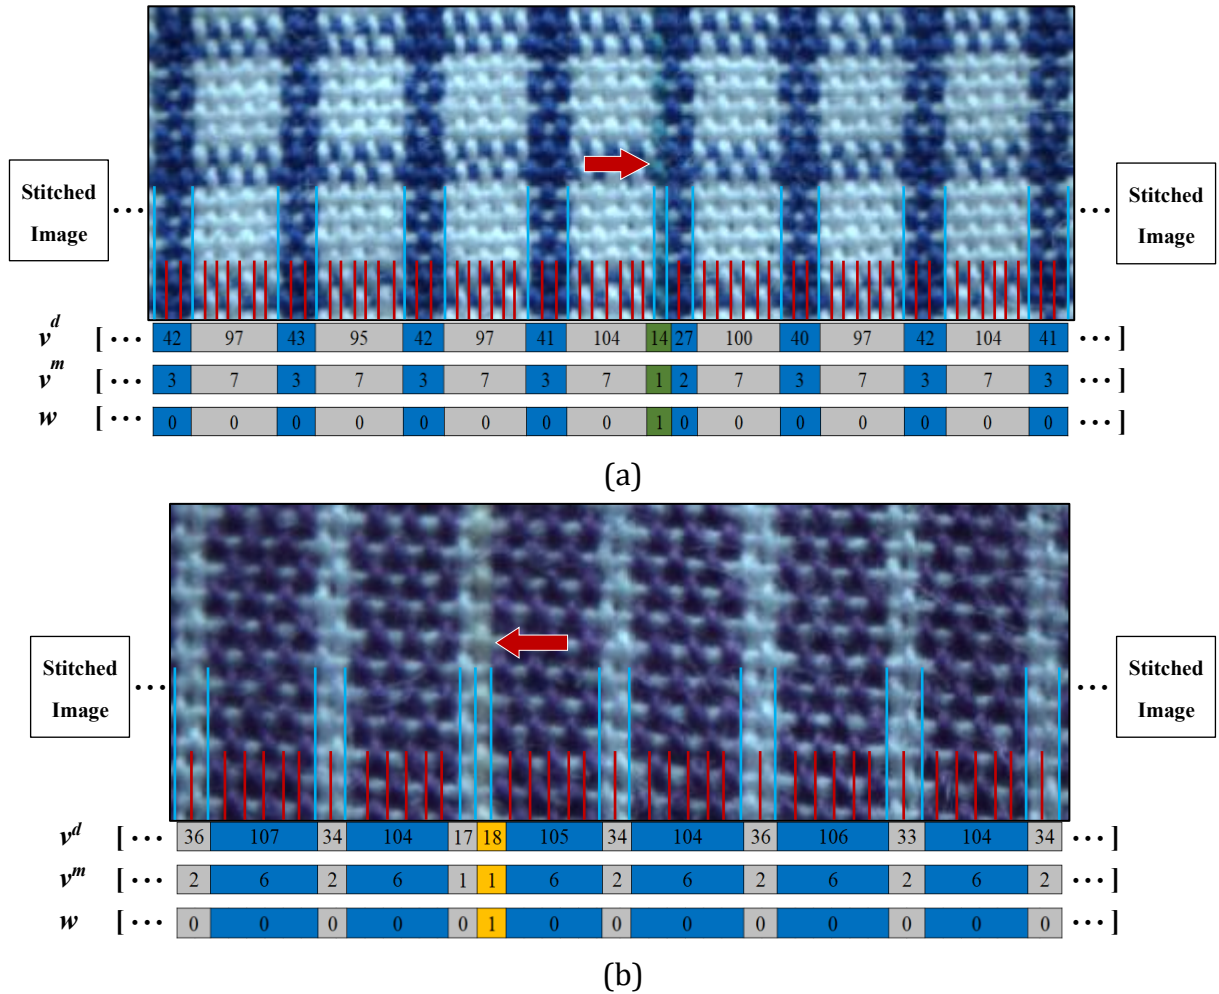 Stitched
Image
...
...
Stitched
Image
v^d [... 42 97 43 95 42 97 41 104 14 27 100 40 97 42 104 41 ...]
v^m [... 3 7 3 7 3 7 3 7 1 2 7 3 7 3 7 3 ...]
w [... 0 0 0 0 0 0 0 0 1 0 0 0 0 0 0 0 ...]
(a)
Stitched
Image
...
...
Stitched
Image
v^d [... 36 107 34 104 17 18 105 34 104 36 106 33 104 34 ...]
v^m [... 2 6 2 6 1 1 6 2 6 2 6 2 6 2 ...]
w [... 0 0 0 0 0 1 0 0 0 0 0 0 0 0 ...]
(b)